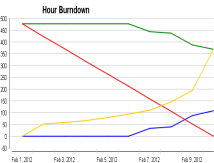 Hour Burndown
500
450
400
350
300
250
200
150
100
50
0
-50
Feb 1, 2012
Feb 3, 2012
Feb 5, 2012
Feb 7, 2012
Feb 9, 2012